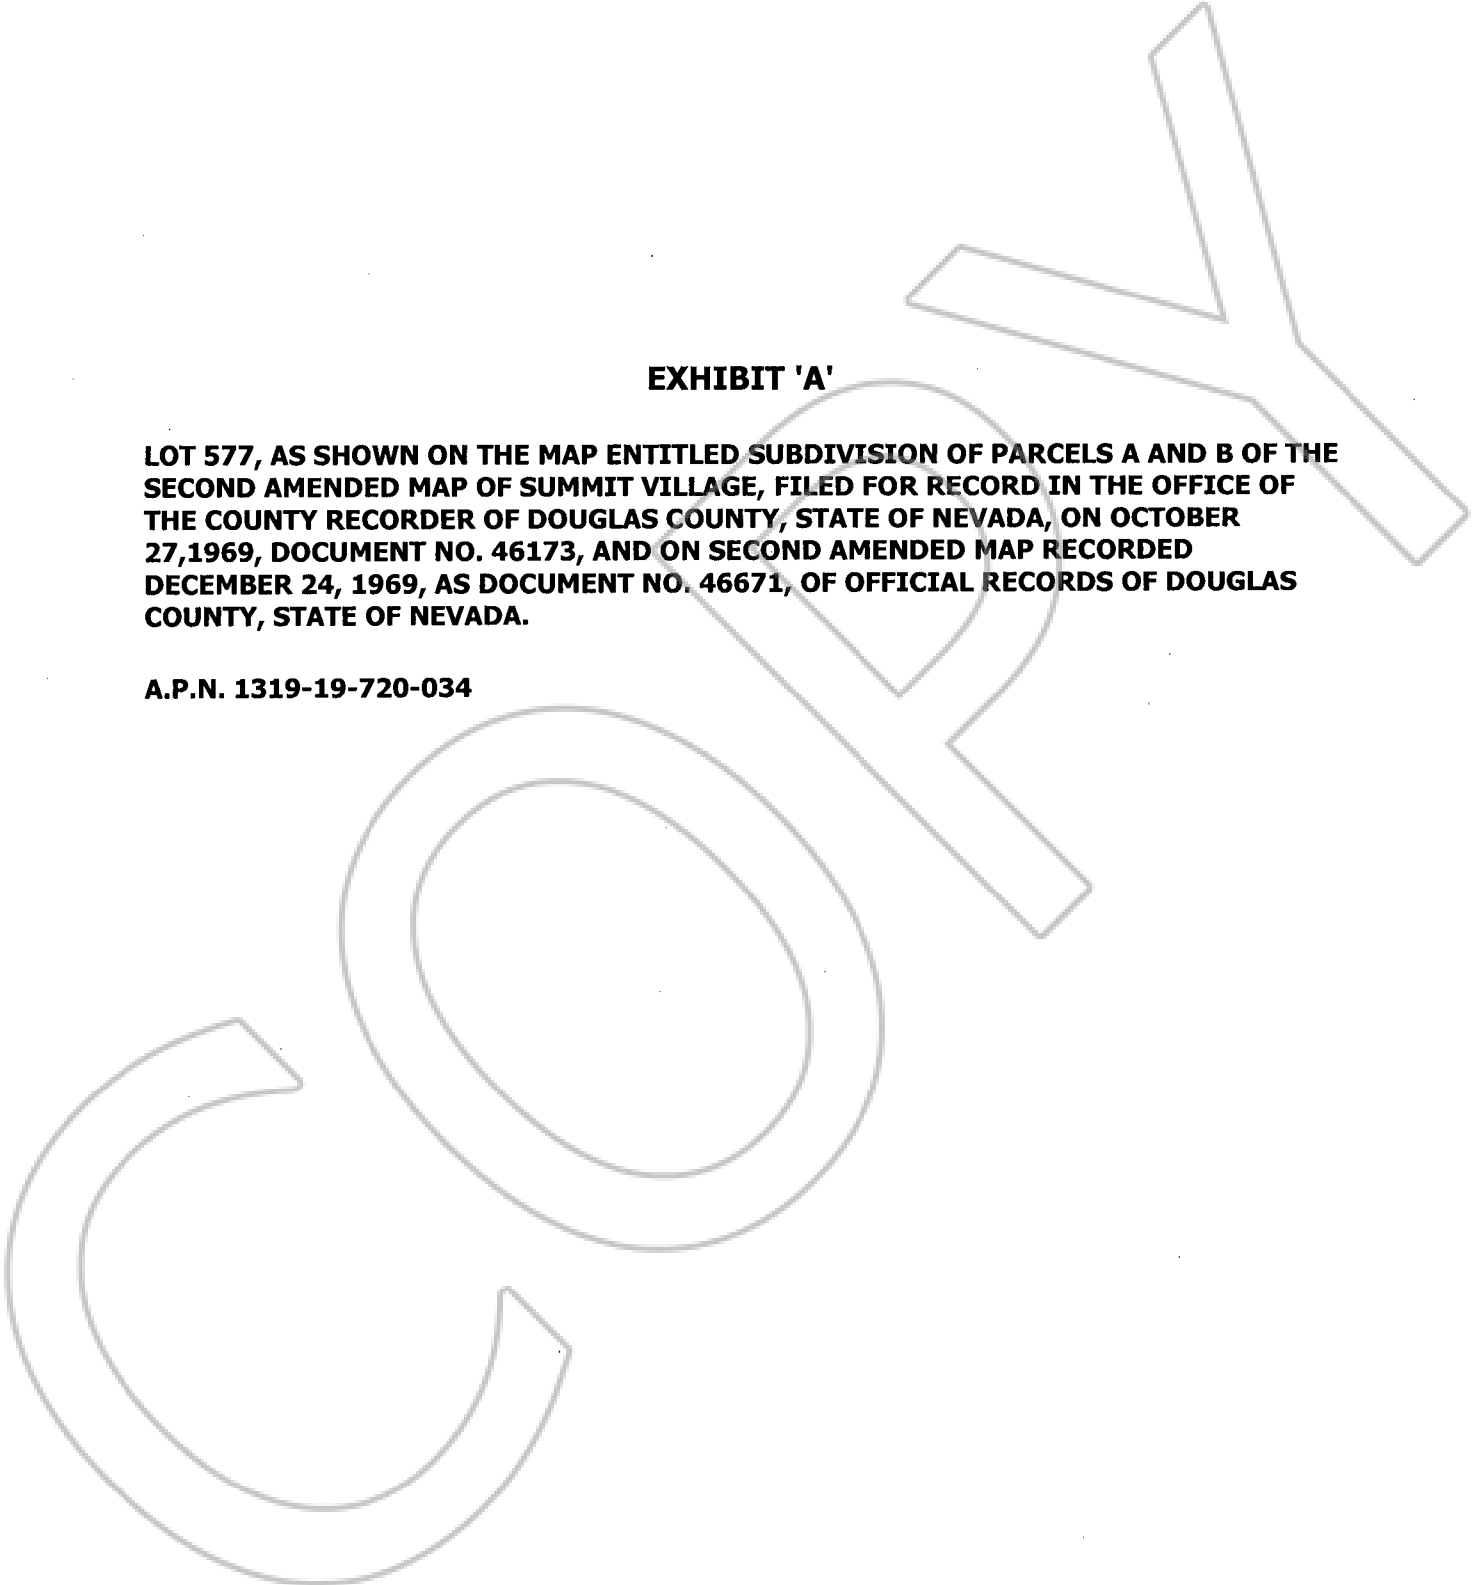 EXHIBIT 'A'
LOT 577, AS SHOWN ON THE MAP ENTITLED SUBDIVISION OF PARCELS A AND B OF THE
SECOND AMENDED MAP OF SUMMIT VILLAGE, FILED FOR RECORD IN THE OFFICE OF
THE COUNTY RECORDER OF DOUGLAS COUNTY, STATE OF NEVADA, ON OCTOBER
27,1969, DOCUMENT NO. 46173, AND ON SECOND AMENDED MAP RECORDED
DECEMBER 24, 1969, AS DOCUMENT NO. 46671, OF OFFICIAL RECORDS OF DOUGLAS
COUNTY, STATE OF NEVADA.
A.P.N. 1319-19-720-034
COPY